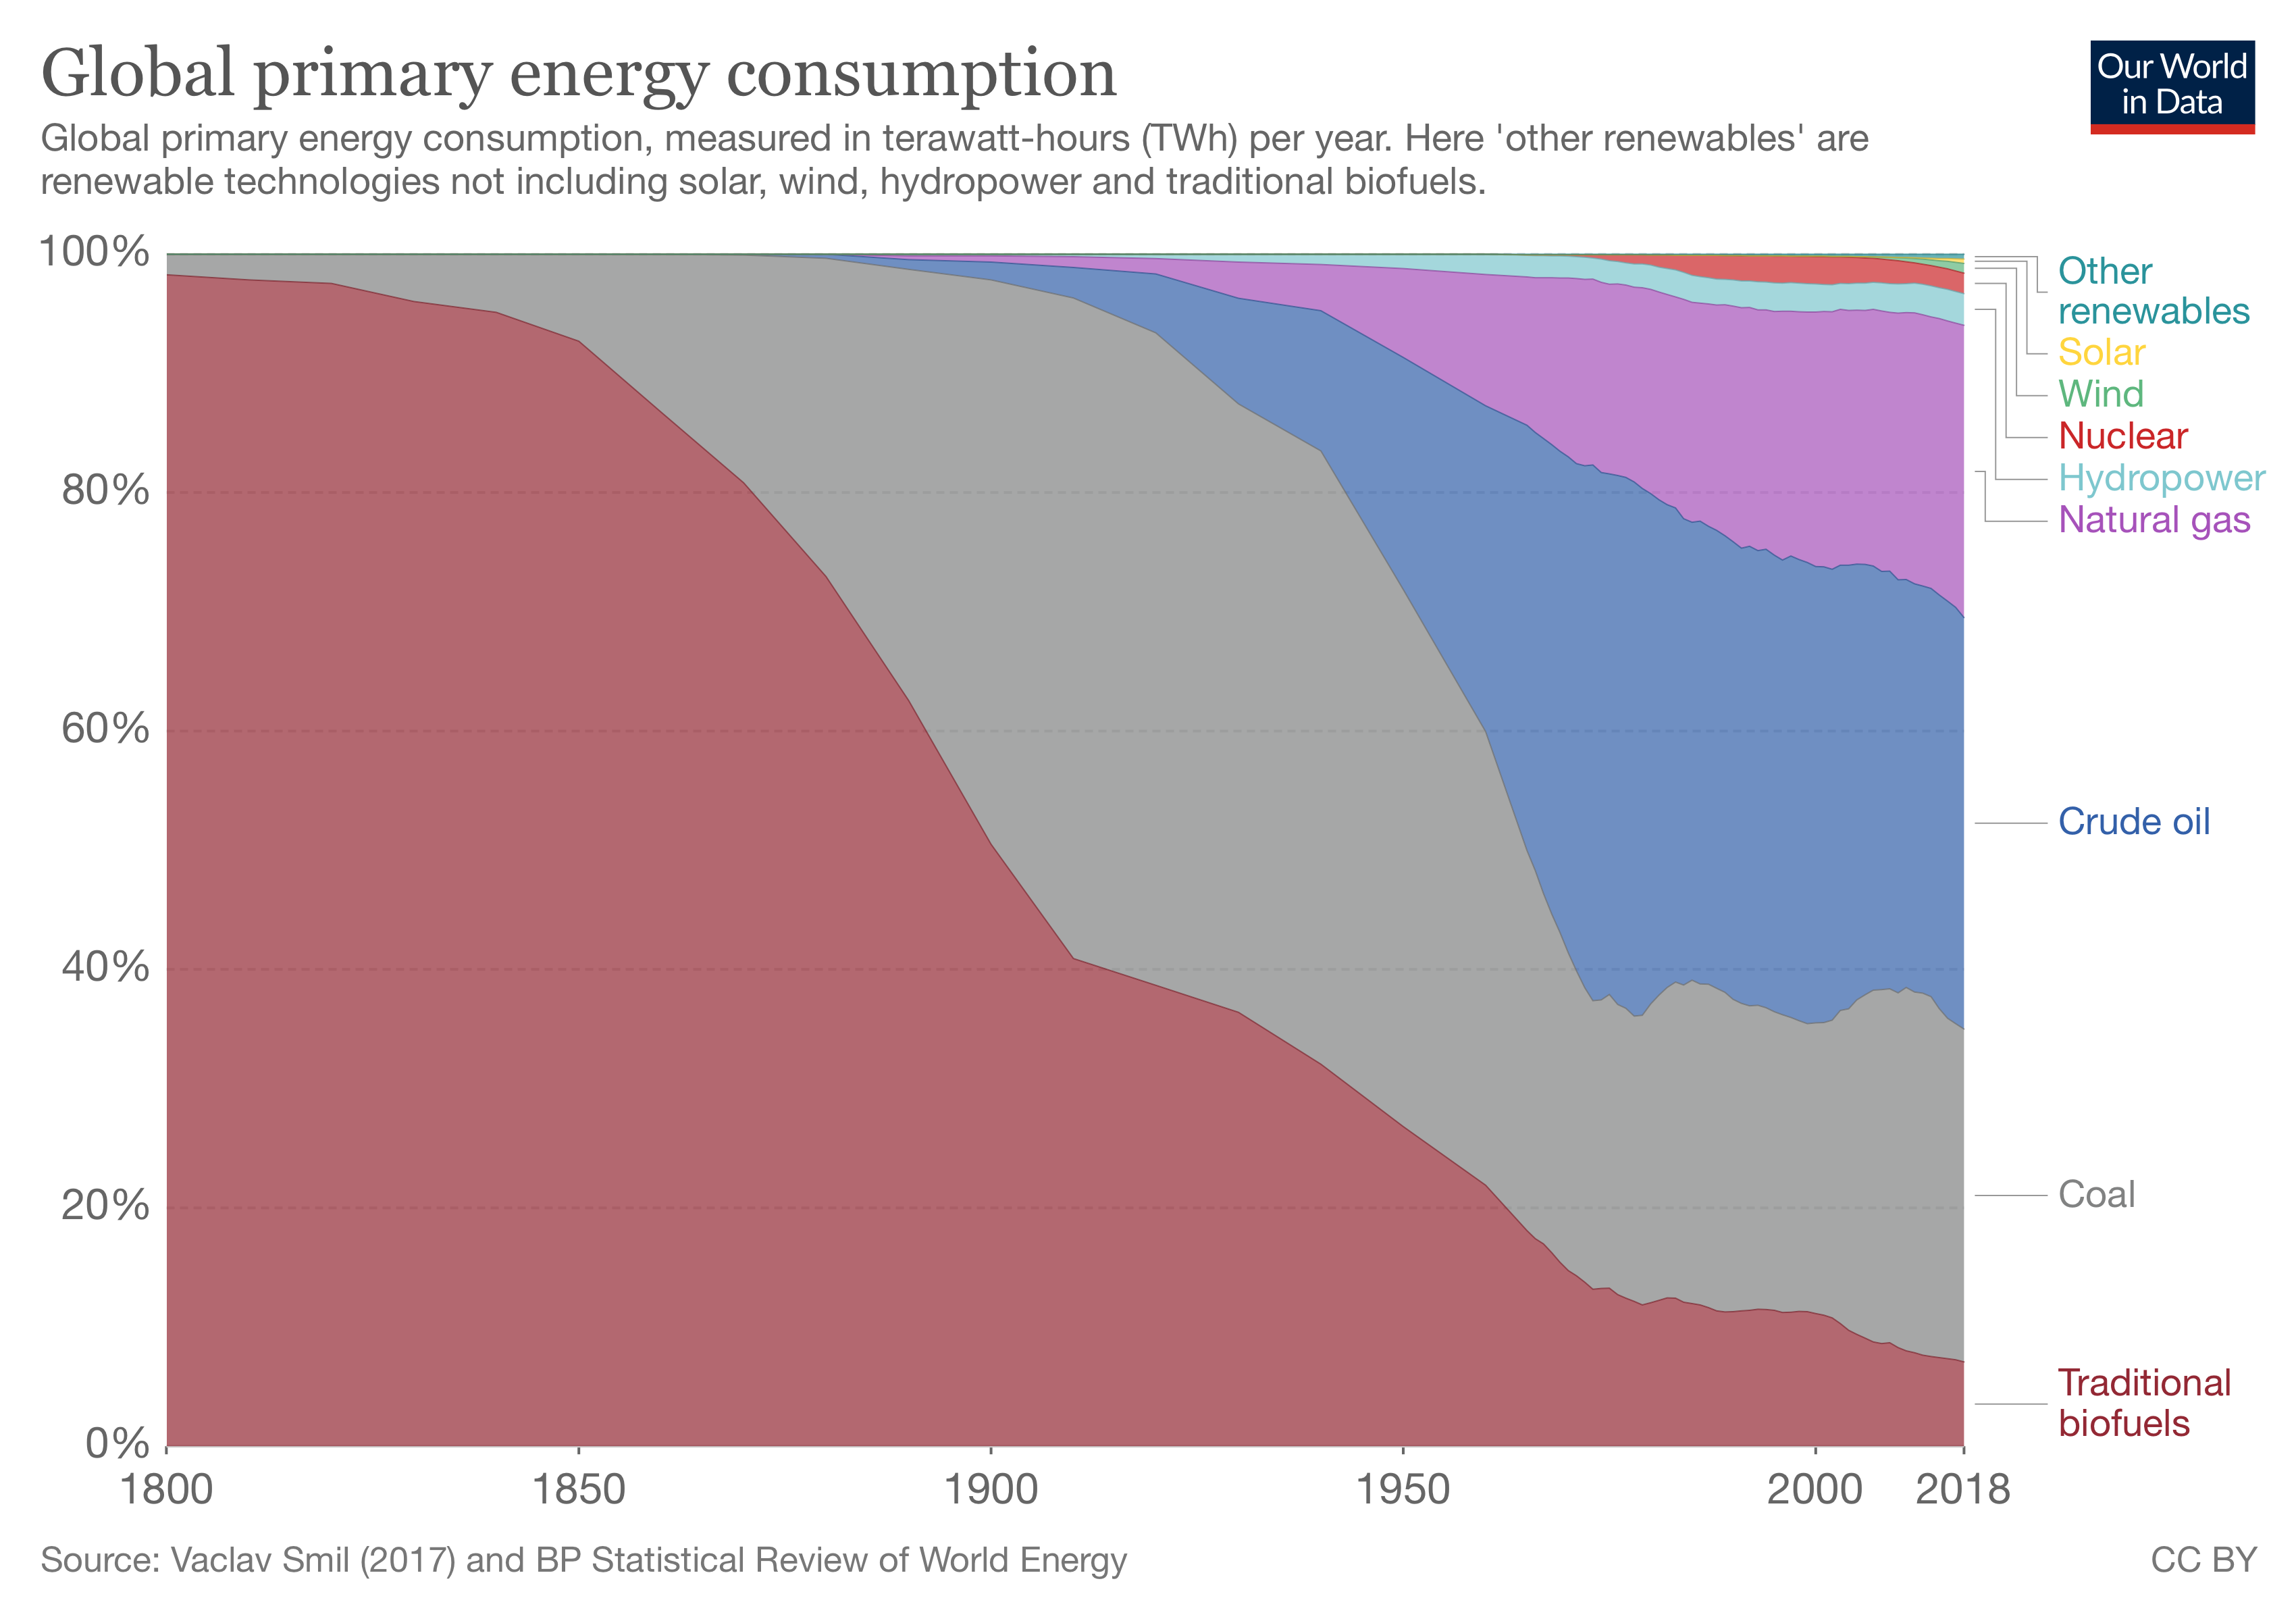 Global primary energy consumption
Our World
in Data
Global primary energy consumption, measured in terawatt-hours (TWh) per year. Here 'other renewables' are
renewable technologies not including solar, wind, hydropower and traditional biofuels.
100%
80%
60%
40%
20%
0%
Other
renewables
Solar
Wind
Nuclear
Hydropower
Natural gas
Crude oil
Coal
Traditional
biofuels
1800
1850
1900
1950
2000
2018
Source: Vaclav Smil (2017) and BP Statistical Review of World Energy
CC BY